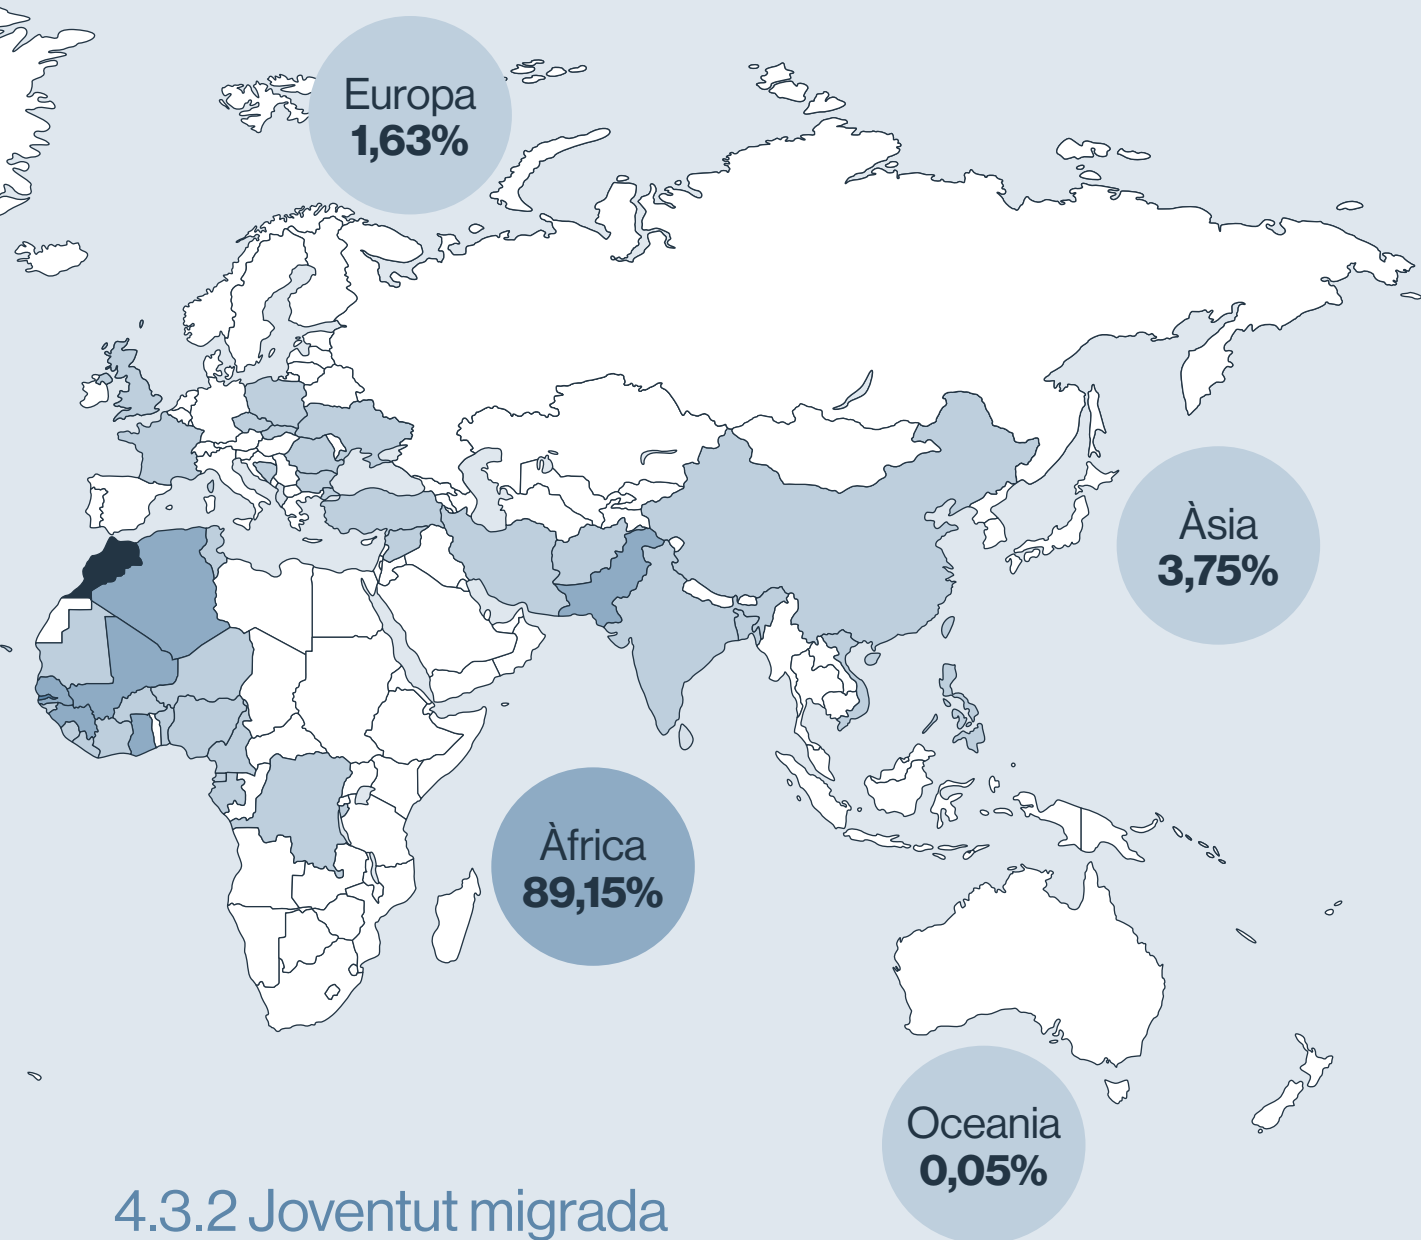 Europa
1,63%
Àsia
3,75%
Àfrica
89,15%
Oceania
0,05%
4.3.2 Joventut migrada